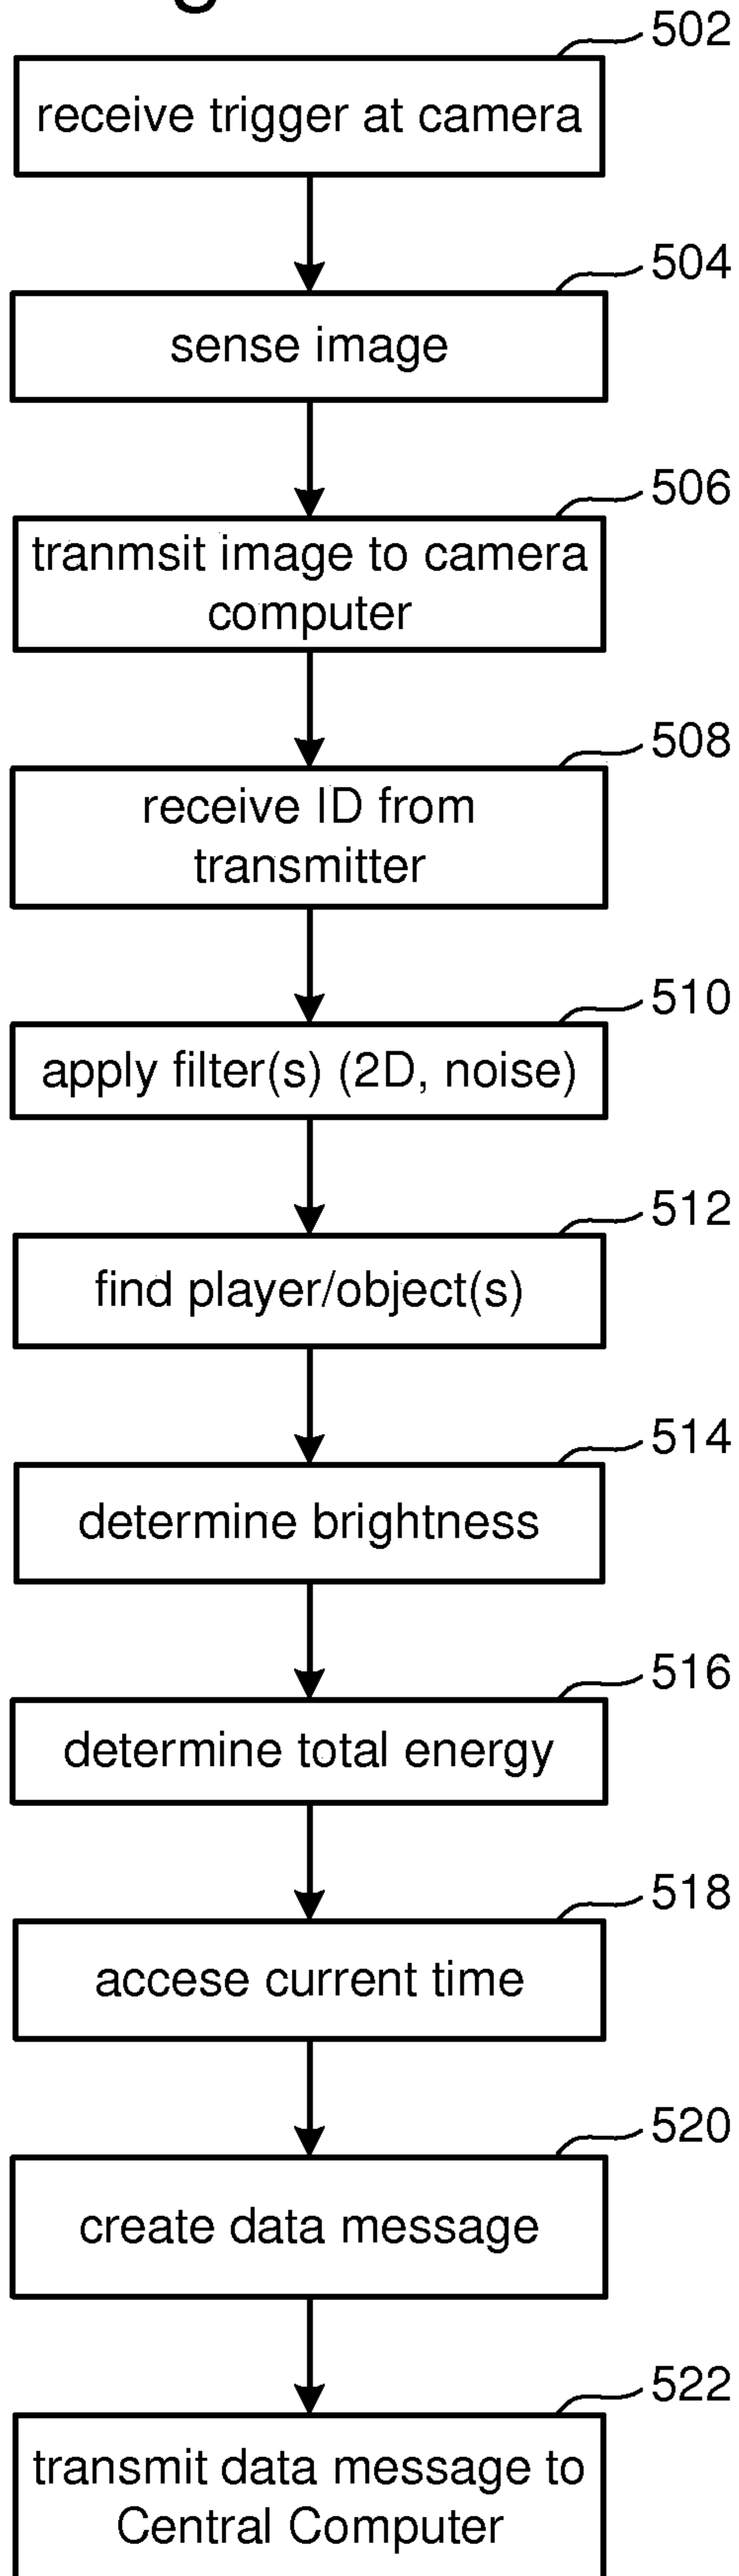 502
receive trigger at camera
504
sense image
506
tranmsit image to camera
computer
508
receive ID from
transmitter
510
apply filter(s) (2D, noise)
512
find player/object(s)
514
determine brightness
516
determine total energy
518
accese current time
520
create data message
522
transmit data message to
Central Computer